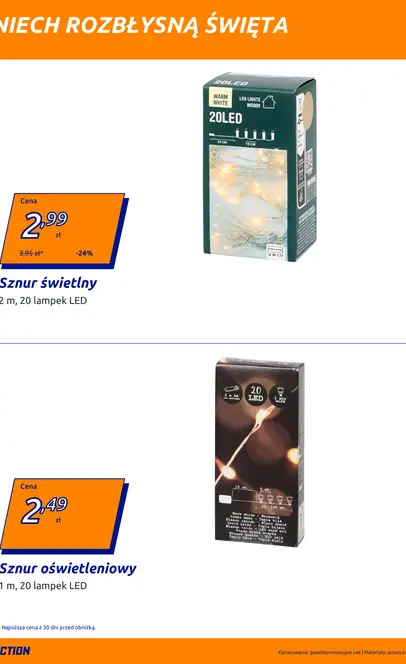 NIECH ROZBŁYSNĄ ŚWIĘTA
WARM
WHITE
LED LIGHTS
INDOOR
20LED
20LED
Cena
2,99
zł
3,95 zł*
-24%
Sznur świetlny
2 m, 20 lampek LED
20
LED
Cena
2,49
zł
Sznur oświetleniowy
1 m, 20 lampek LED
Najniższa cena z 30 dni przed obniżką.
CTION
Opracowanie: gazetkipromocyjne.net | Materiały: action.c